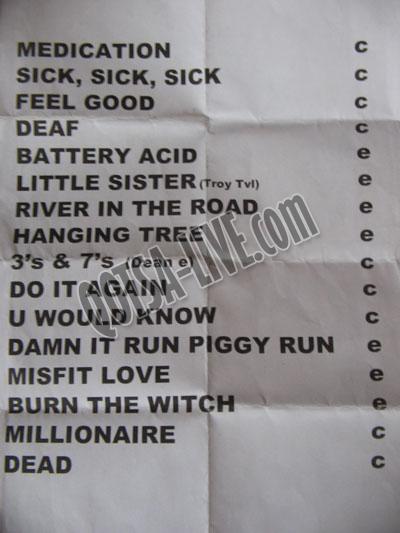 MEDICATION c
SICK, SICK, SICK c
FEEL GOOD c
DEAF c
BATTERY ACID e
LITTLE SISTER (Troy Tvl) e
RIVER IN THE ROAD e
HANGING TREE e
3's & 7's (Dean e) c
DO IT AGAIN c
U WOULD KNOW c
DAMN IT RUN PIGGY RUN e
MISFIT LOVE e
BURN THE WITCH e
MILLIONAIRE c
DEAD c
QOTSA-LIVE.com